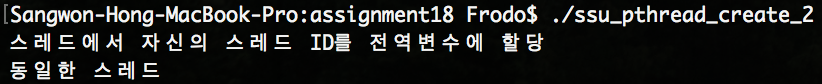 [Sangwon-Hong-MacBook-Pro:assignment18 Frodo$ ./ssu_pthread_create_2
스레드에서 자신의 스레드 ID를 전역변수에 할당
동일한 스레드